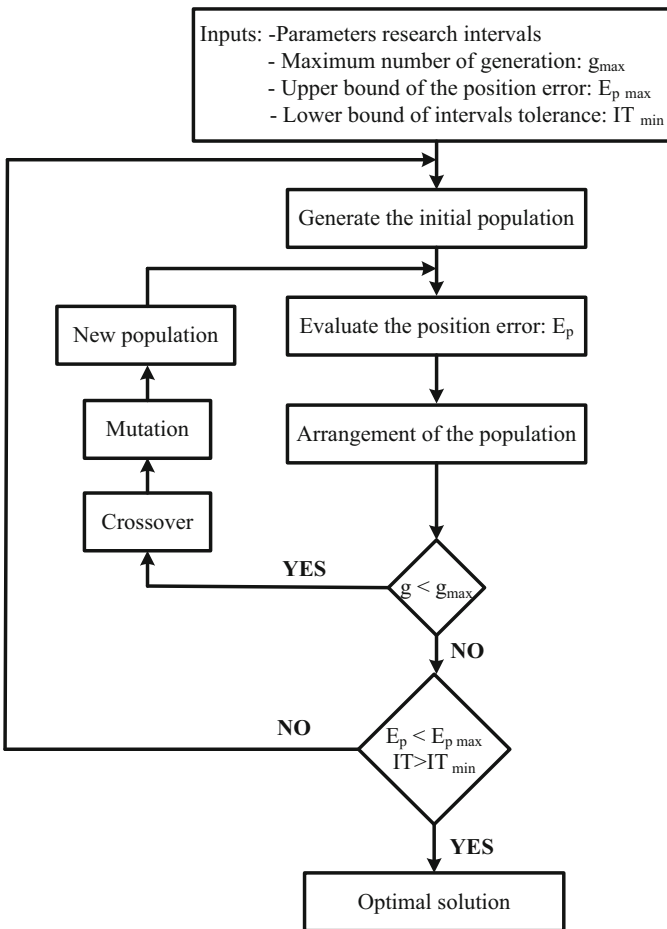 Inputs: -Parameters research intervals
- Maximum number of generation: gmax
- Upper bound of the position error: Ep max
- Lower bound of intervals tolerance: IT min
Generate the initial population
New population
Evaluate the position error: Ep
Mutation
Arrangement of the population
Crossover
YES
g < gmax
NO
NO
Ep < Ep max
IT>IT min
YES
Optimal solution